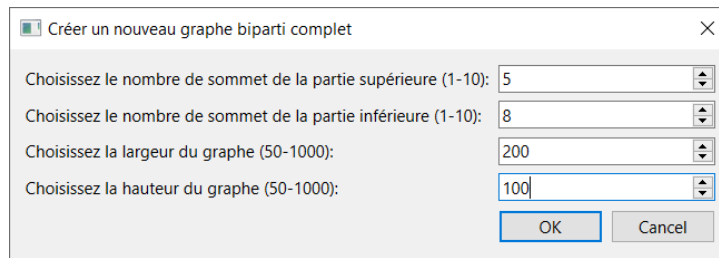 Créer un nouveau graphe biparti complet
Choisissez le nombre de sommet de la partie supérieure (1-10): 5
Choisissez le nombre de sommet de la partie inférieure (1-10): 8
Choisissez la largeur du graphe (50-1000): 200
Choisissez la hauteur du graphe (50-1000): 100
OK Cancel